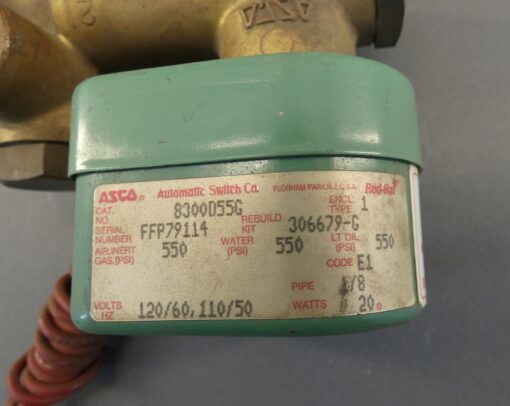 ASCO
ASCO® Automatic Switch Co. FLORHAM PARK, N.J. U.S.A. Red-Hat
CAT. NO. 8300D55G ENCL. TYPE 1
SERIAL NUMBER FFP79114 REBUILD KIT 306679-G
AIR,INERT GAS,(PSI) 550 WATER (PSI) 550 LT OIL (PSI) 550
CODE E1
PIPE 1/8
VOLTS HZ 120/60,110/50 WATTS 20